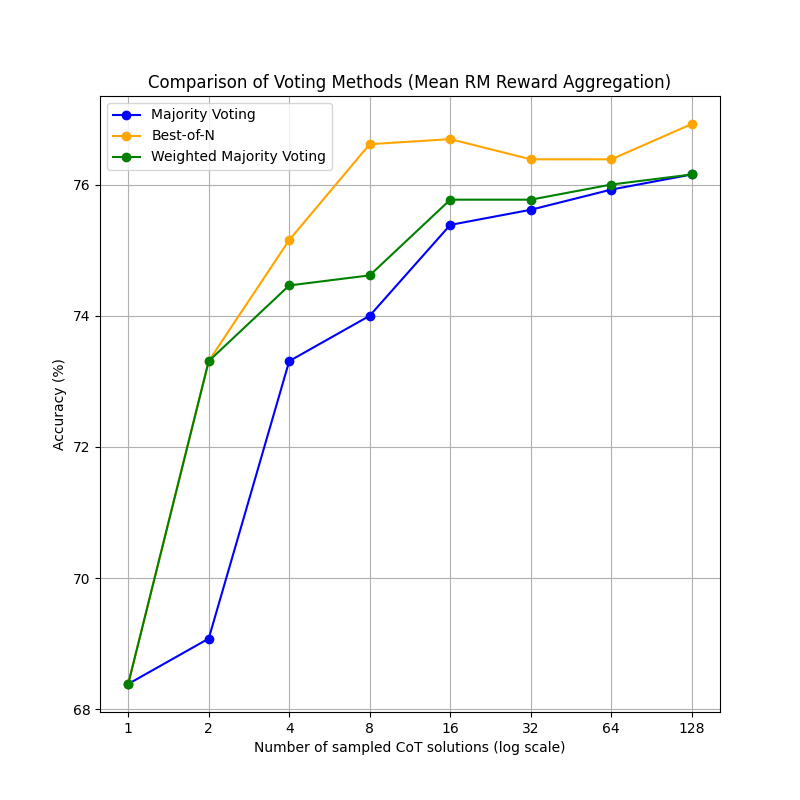 Comparison of Voting Methods (Mean RM Reward Aggregation)
Majority Voting
Best-of-N
Weighted Majority Voting
Accuracy (%)
76
74
72
70
68
1 2 4 8 16 32 64 128
Number of sampled CoT solutions (log scale)